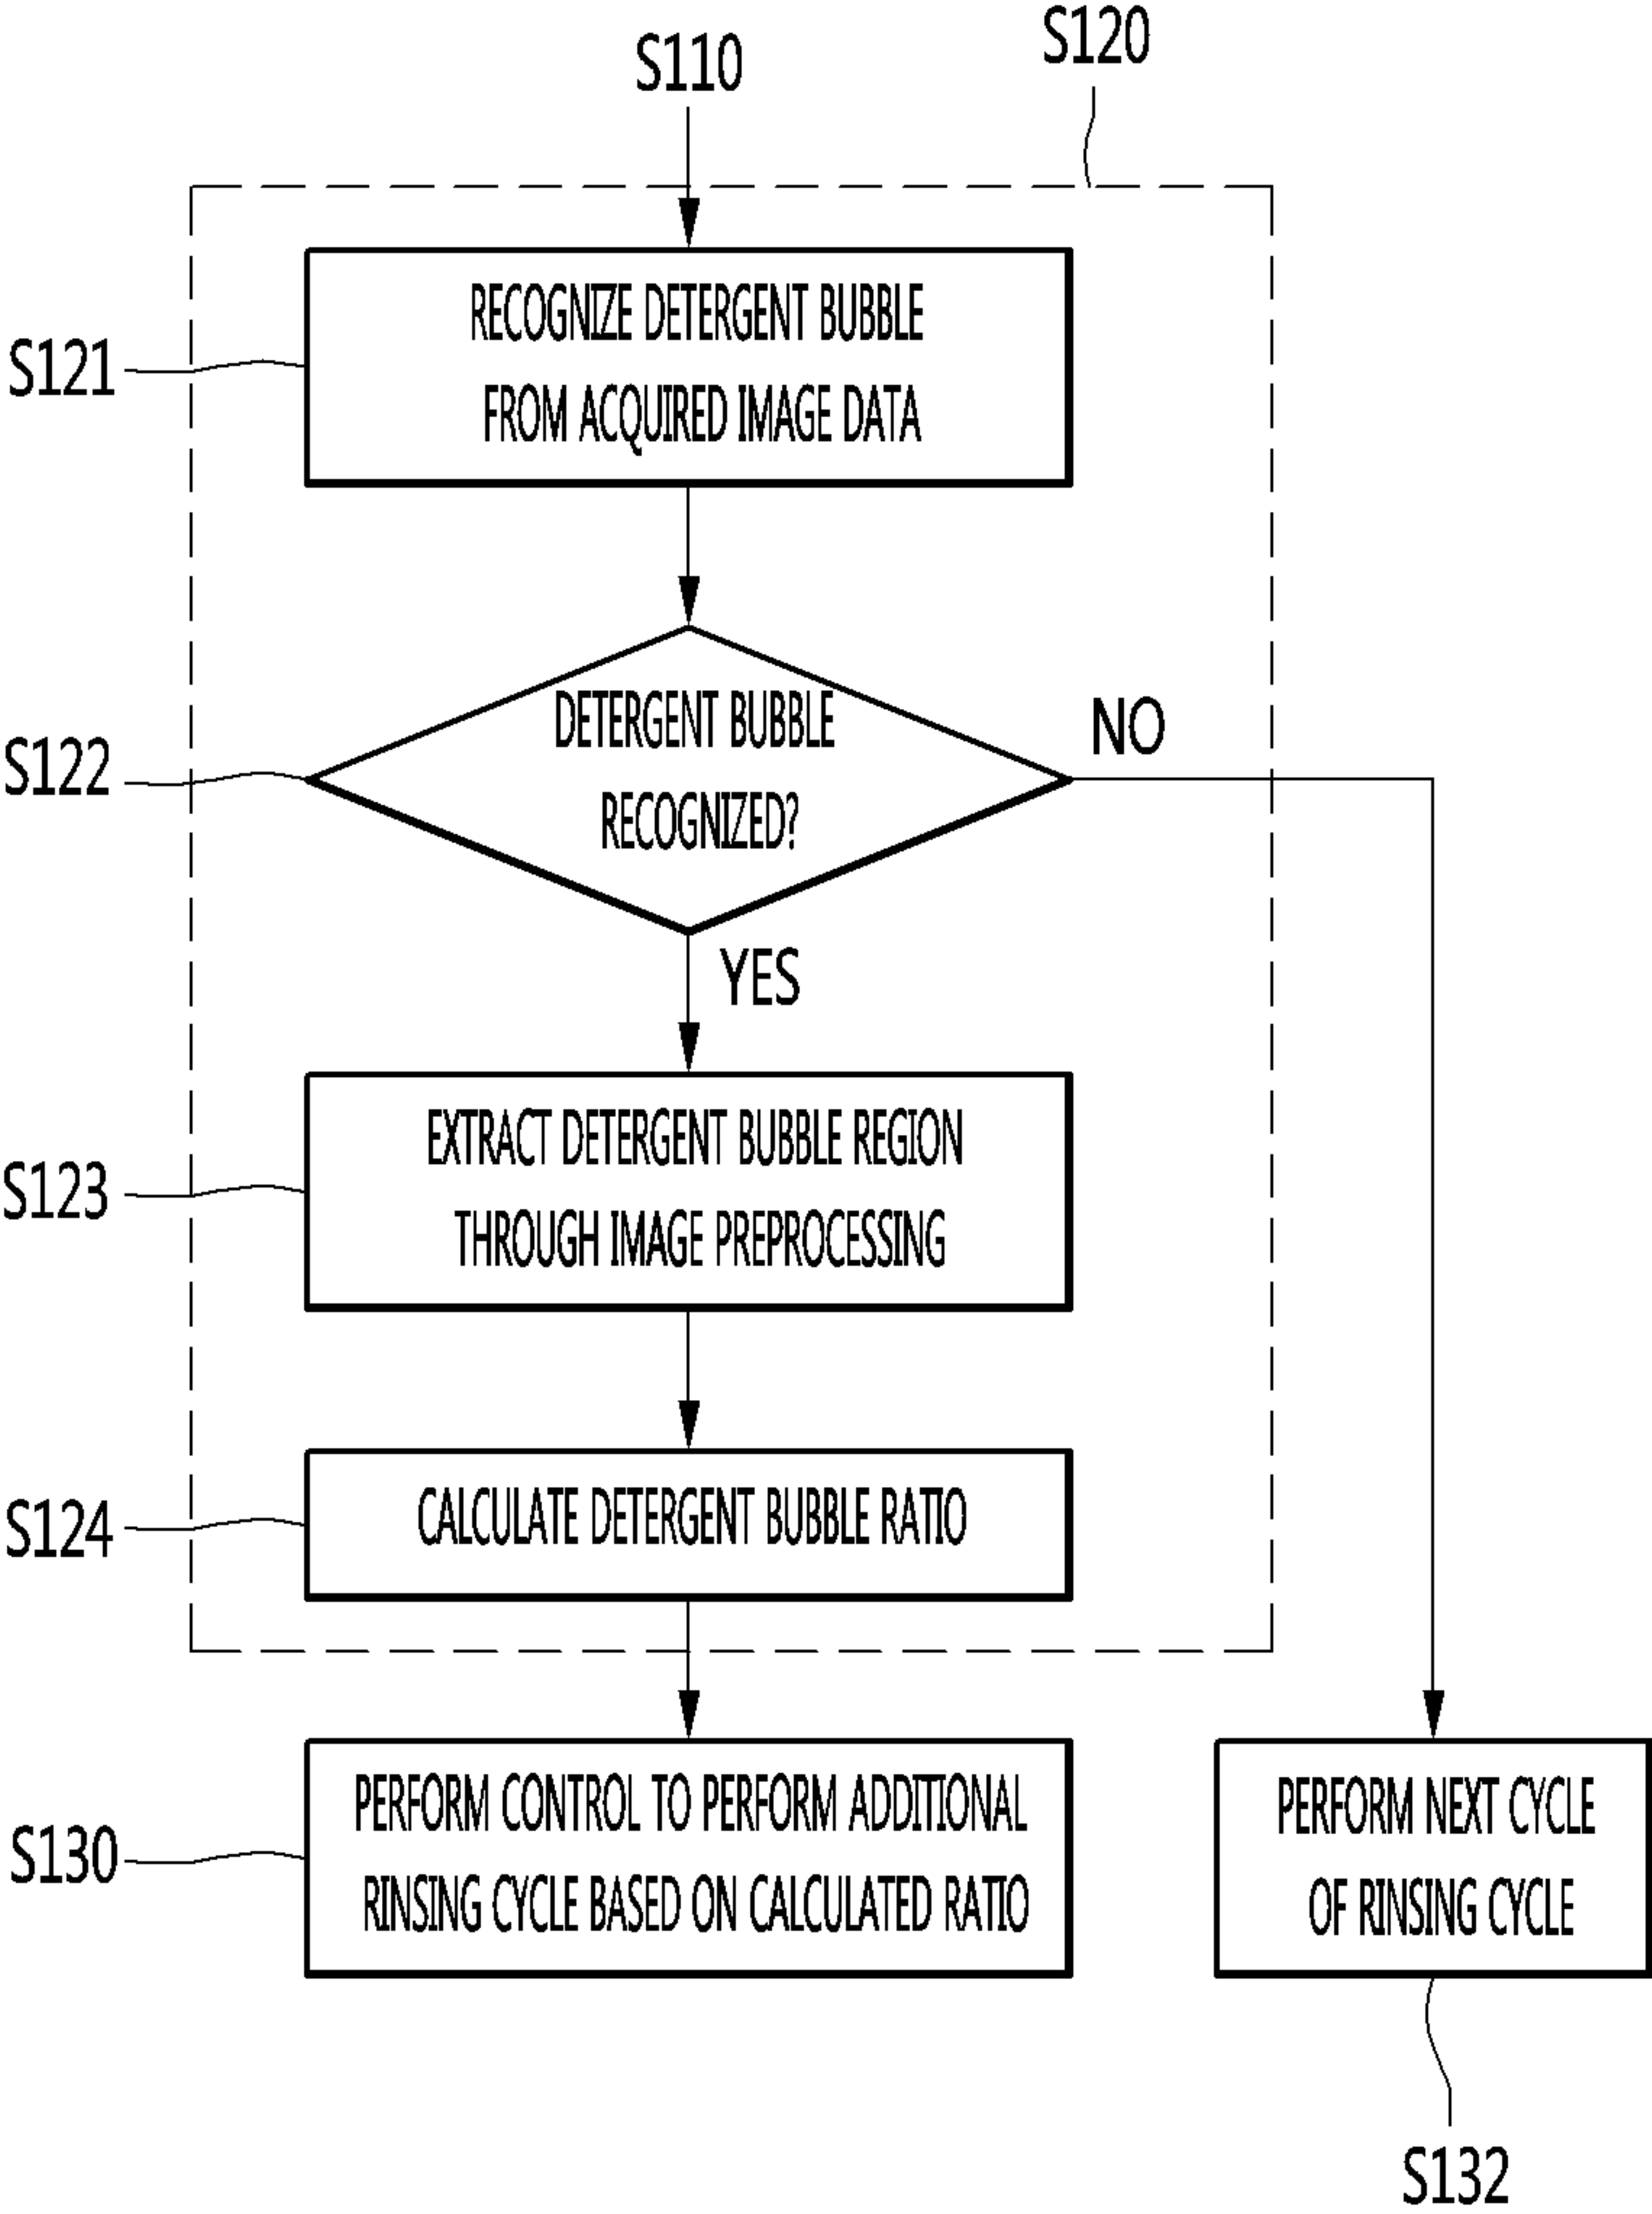 S110
S120
S121
RECOGNIZE DETERGENT BUBBLE
FROM ACQUIRED IMAGE DATA
S122
DETERGENT BUBBLE
RECOGNIZED?
NO
YES
S123
EXTRACT DETERGENT BUBBLE REGION
THROUGH IMAGE PREPROCESSING
S124
CALCULATE DETERGENT BUBBLE RATIO
S130
PERFORM CONTROL TO PERFORM ADDITIONAL
RINSING CYCLE BASED ON CALCULATED RATIO
PERFORM NEXT CYCLE
OF RINSING CYCLE
S132